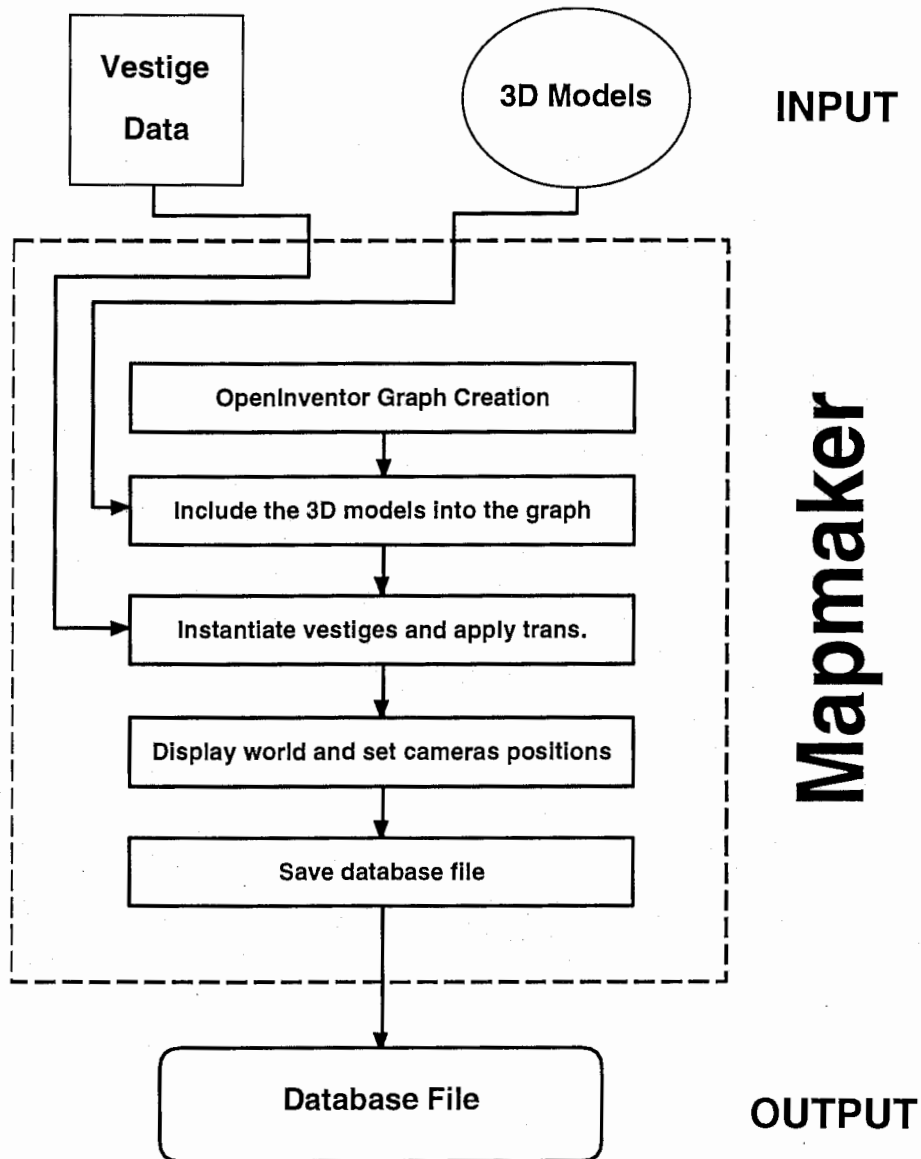 Vestige
Data
3D Models
INPUT
OpenInventor Graph Creation
Include the 3D models into the graph
Instantiate vestiges and apply trans.
Display world and set cameras positions
Save database file
Mapmaker
Database File
OUTPUT